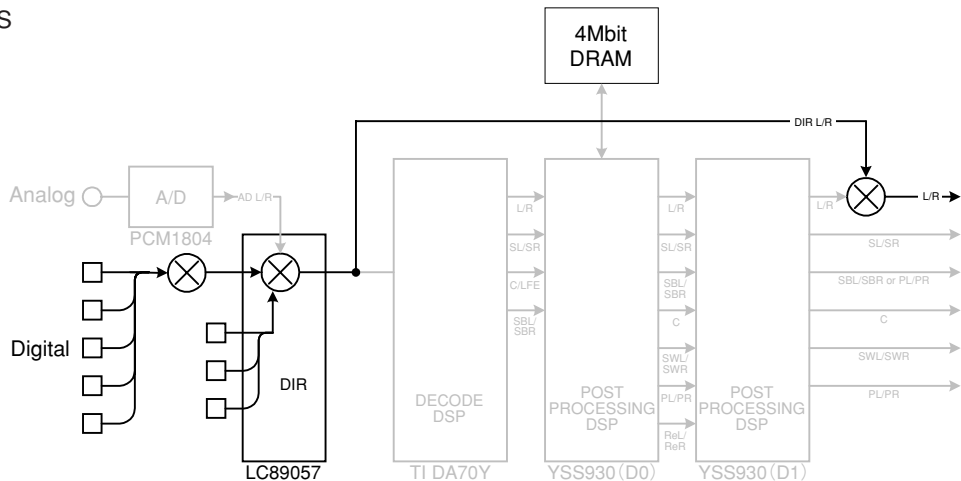 S
4Mbit
DRAM
DIR L/R
Analog
A/D
AD L/R
PCM1804
L/R
L/R
L/R
L/R
SL/SR
SL/SR
SL/SR
C/LFE
SBL/
SBR
SBL/SBR or PL/PR
SBL/
SBR
C
C
Digital
SWL/
SWR
SWL/SWR
DIR
PL/PR
PL/PR
DECODE
DSP
POST
PROCESSING
DSP
POST
PROCESSING
DSP
ReL/
ReR
LC89057
TI DA70Y
YSS930(D0)
YSS930(D1)